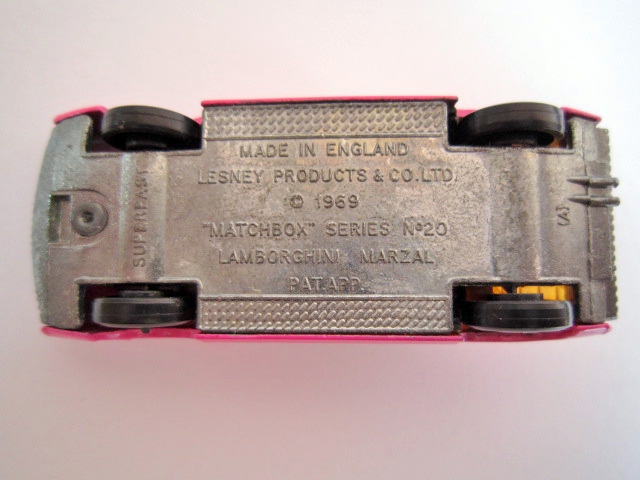 MADE IN ENGLAND
LESNEY PRODUCTS & CO. LTD.
© 1969
"MATCHBOX" SERIES Nº20
LAMBORGHINI MARZAL
PAT. APP.
SUPERFAST
(A)